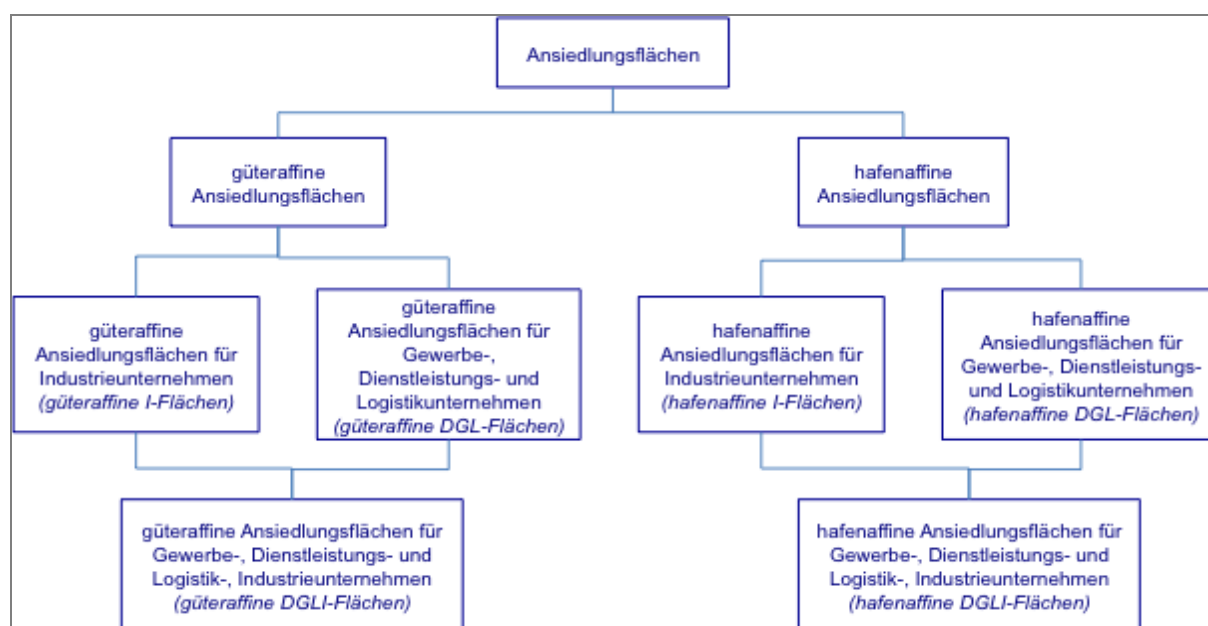 Ansiedlungsflächen
güteraffine
Ansiedlungsflächen
hafenaffine
Ansiedlungsflächen
güteraffine
Ansiedlungsflächen für
Industrieunternehmen
(güteraffine I-Flächen)
güteraffine
Ansiedlungsflächen für
Gewerbe-,
Dienstleistungs- und
Logistikunternehmen
(güteraffine DGL-Flächen)
hafenaffine
Ansiedlungsflächen für
Industrieunternehmen
(hafenaffine I-Flächen)
hafenaffine
Ansiedlungsflächen für
Gewerbe-, Dienstleistungs-
und Logistikunternehmen
(hafenaffine DGL-Flächen)
güteraffine Ansiedlungsflächen für
Gewerbe-, Dienstleistungs- und
Logistik-, Industrieunternehmen
(güteraffine DGLI-Flächen)
hafenaffine Ansiedlungsflächen für
Gewerbe-, Dienstleistungs- und
Logistik-, Industrieunternehmen
(hafenaffine DGLI-Flächen)